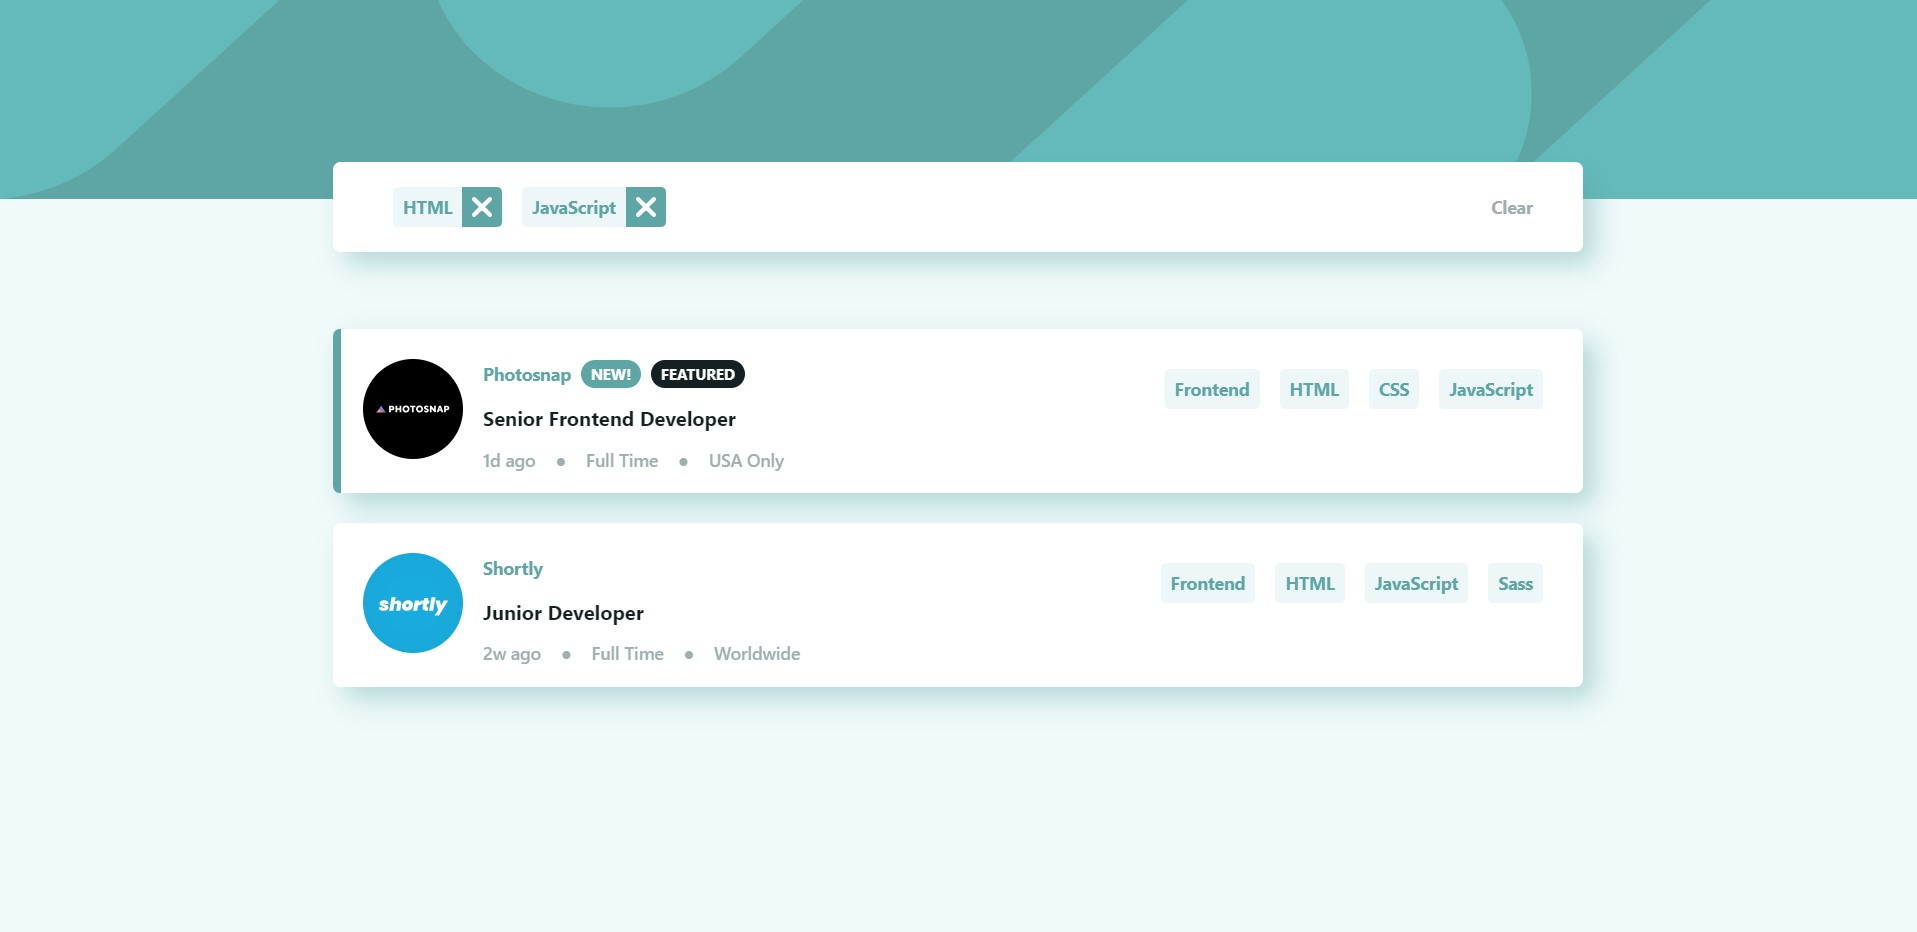 HTML JavaScript Clear
PHOTOSNAP
Photosnap NEW! FEATURED
Senior Frontend Developer
1d ago • Full Time • USA Only
Frontend HTML CSS JavaScript
shortly
Shortly
Junior Developer
2w ago • Full Time • Worldwide
Frontend HTML JavaScript Sass